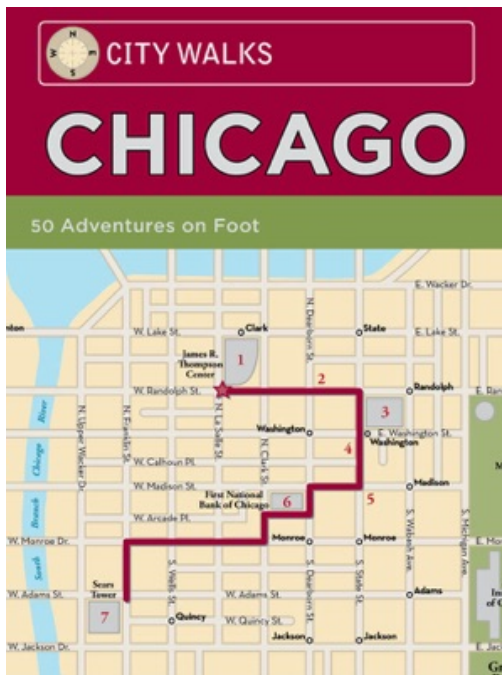 N
W E
S
CITY WALKS
CHICAGO
50 Adventures on Foot
E. Wacker Dr.
W. Lake St.
Clark
State
E. Lake St.
James R.
Thompson
Center
1
N. Dearborn St.
2
W. Randolph St.
Randolph
3
N. Upper Wacker Dr.
N. Franklin St.
N. La Salle St.
N. Clark St.
Washington
4
E. Washington St.
Washington
W. Calhoun Pl.
W. Madison St.
Madison
First National
Bank of Chicago
6
5
W. Arcade Pl.
W. Monroe Dr.
Monroe
Monroe
South Branch Chicago River
S. Wabash Ave.
S. Michigan Ave.
Sears
Tower
7
S. Wells St.
S. Dearborn St.
S. State St.
W. Adams St.
W. Adams St.
Adams
Quincy
W. Quincy St.
W. Jackson Dr.
Jackson
Jackson